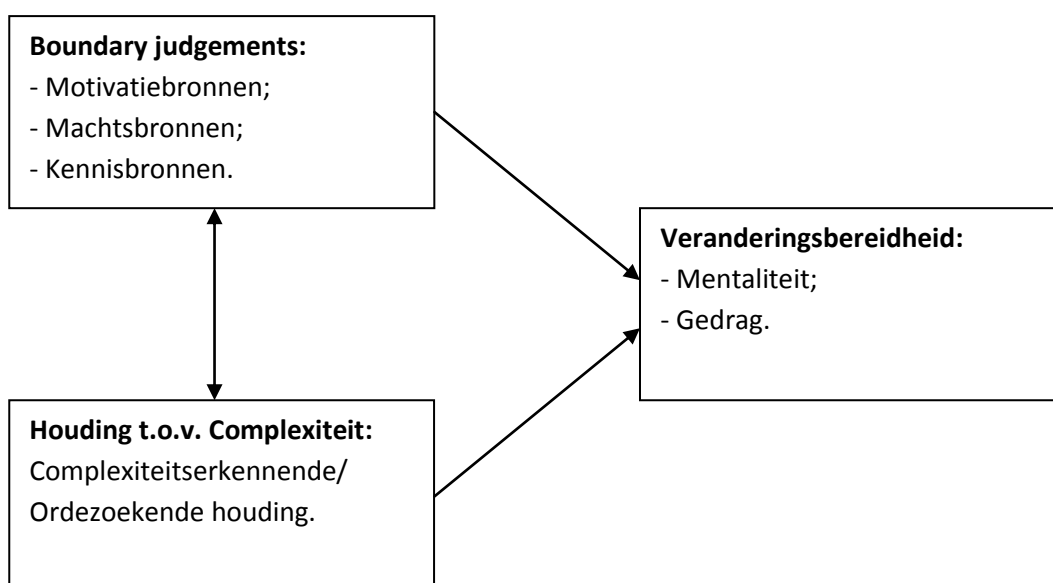 Boundary judgements:
- Motivatiebronnen;
- Machtsbronnen;
- Kennisbronnen.
Veranderingsbereidheid:
- Mentaliteit;
- Gedrag.
Houding t.o.v. Complexiteit:
Complexiteitserkennende/
Ordezoekende houding.